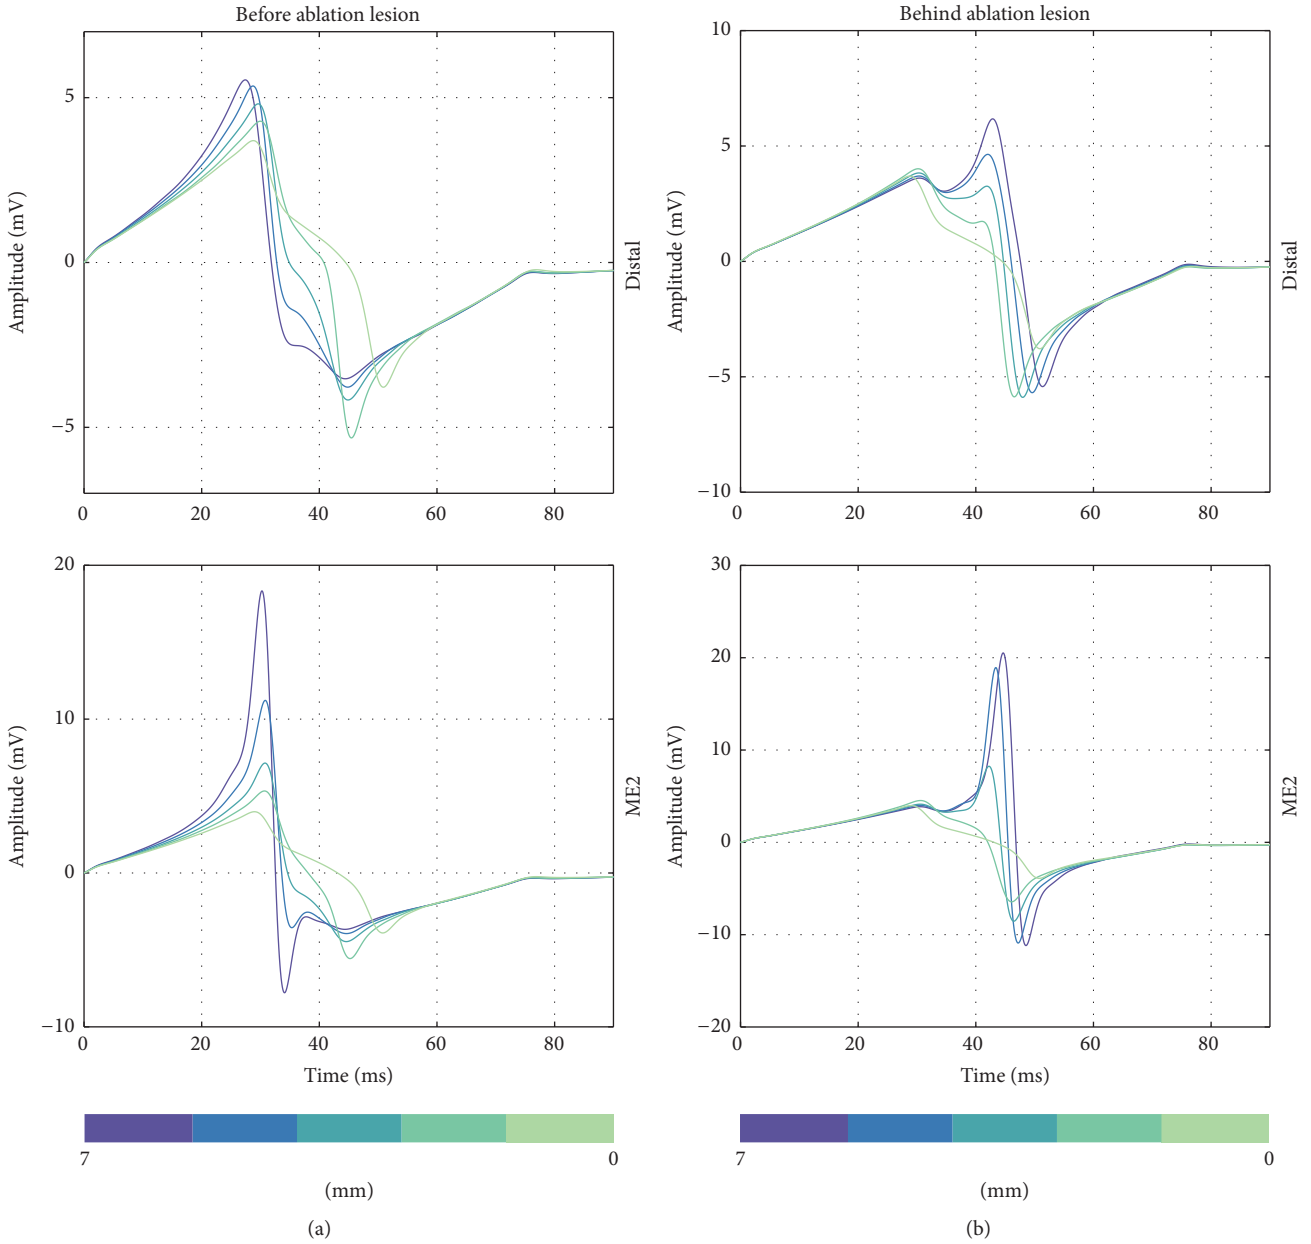 Before ablation lesion
5
0
−5
Amplitude (mV)
0
20
40
60
80
Distal
Behind ablation lesion
10
5
0
−5
−10
Amplitude (mV)
0
20
40
60
80
Distal
20
10
0
−10
Amplitude (mV)
0
20
40
60
80
Time (ms)
ME2
7
0
(mm)
(a)
30
20
10
0
−10
−20
Amplitude (mV)
0
20
40
60
80
Time (ms)
ME2
7
0
(mm)
(b)